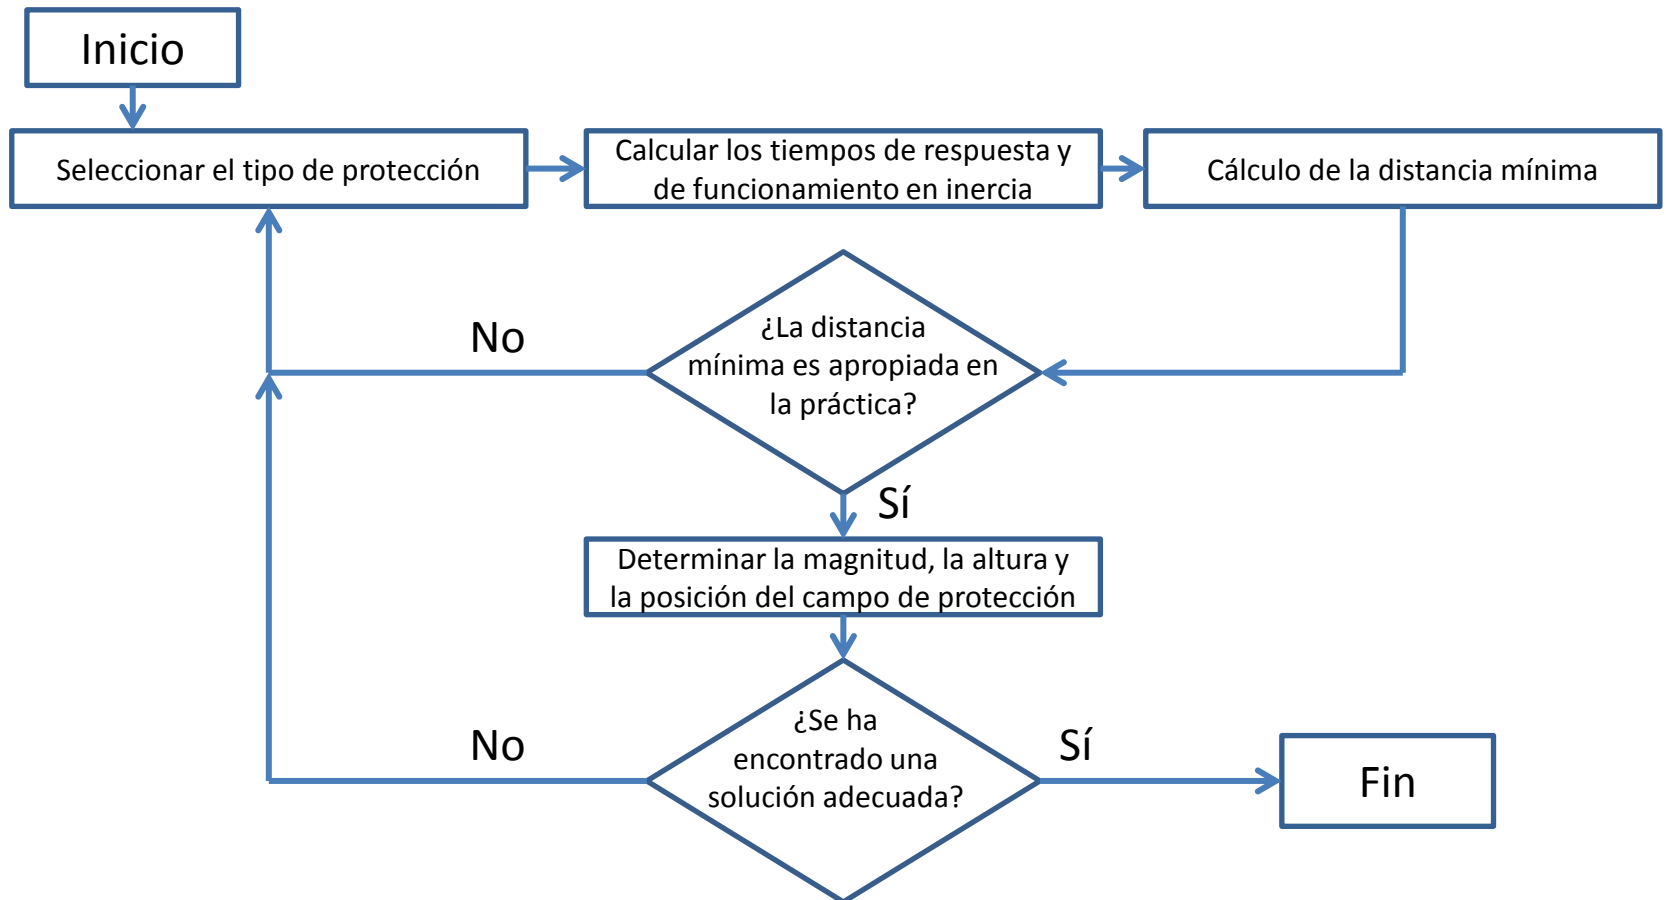 Inicio
Seleccionar el tipo de protección
Calcular los tiempos de respuesta y
de funcionamiento en inercia
Cálculo de la distancia mínima
¿La distancia
mínima es apropiada en
la práctica?
No
Sí
Determinar la magnitud, la altura y
la posición del campo de protección
¿Se ha
encontrado una
solución adecuada?
No
Sí
Fin